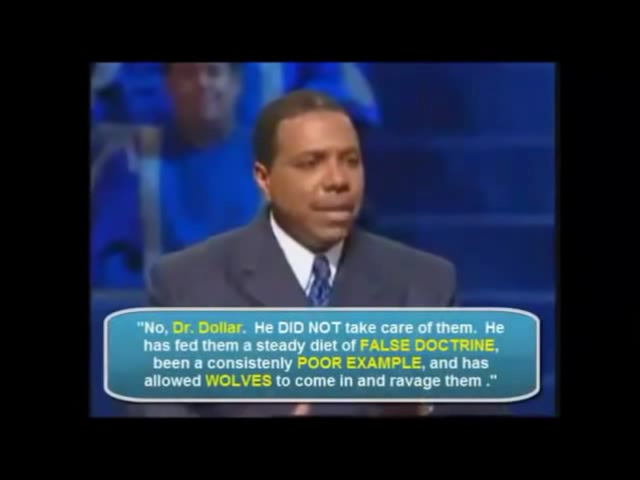 "No, Dr. Dollar.  He DID NOT take care of them.  He
has fed them a steady diet of FALSE DOCTRINE,
been a consistenly POOR EXAMPLE, and has
allowed WOLVES to come in and ravage them ."